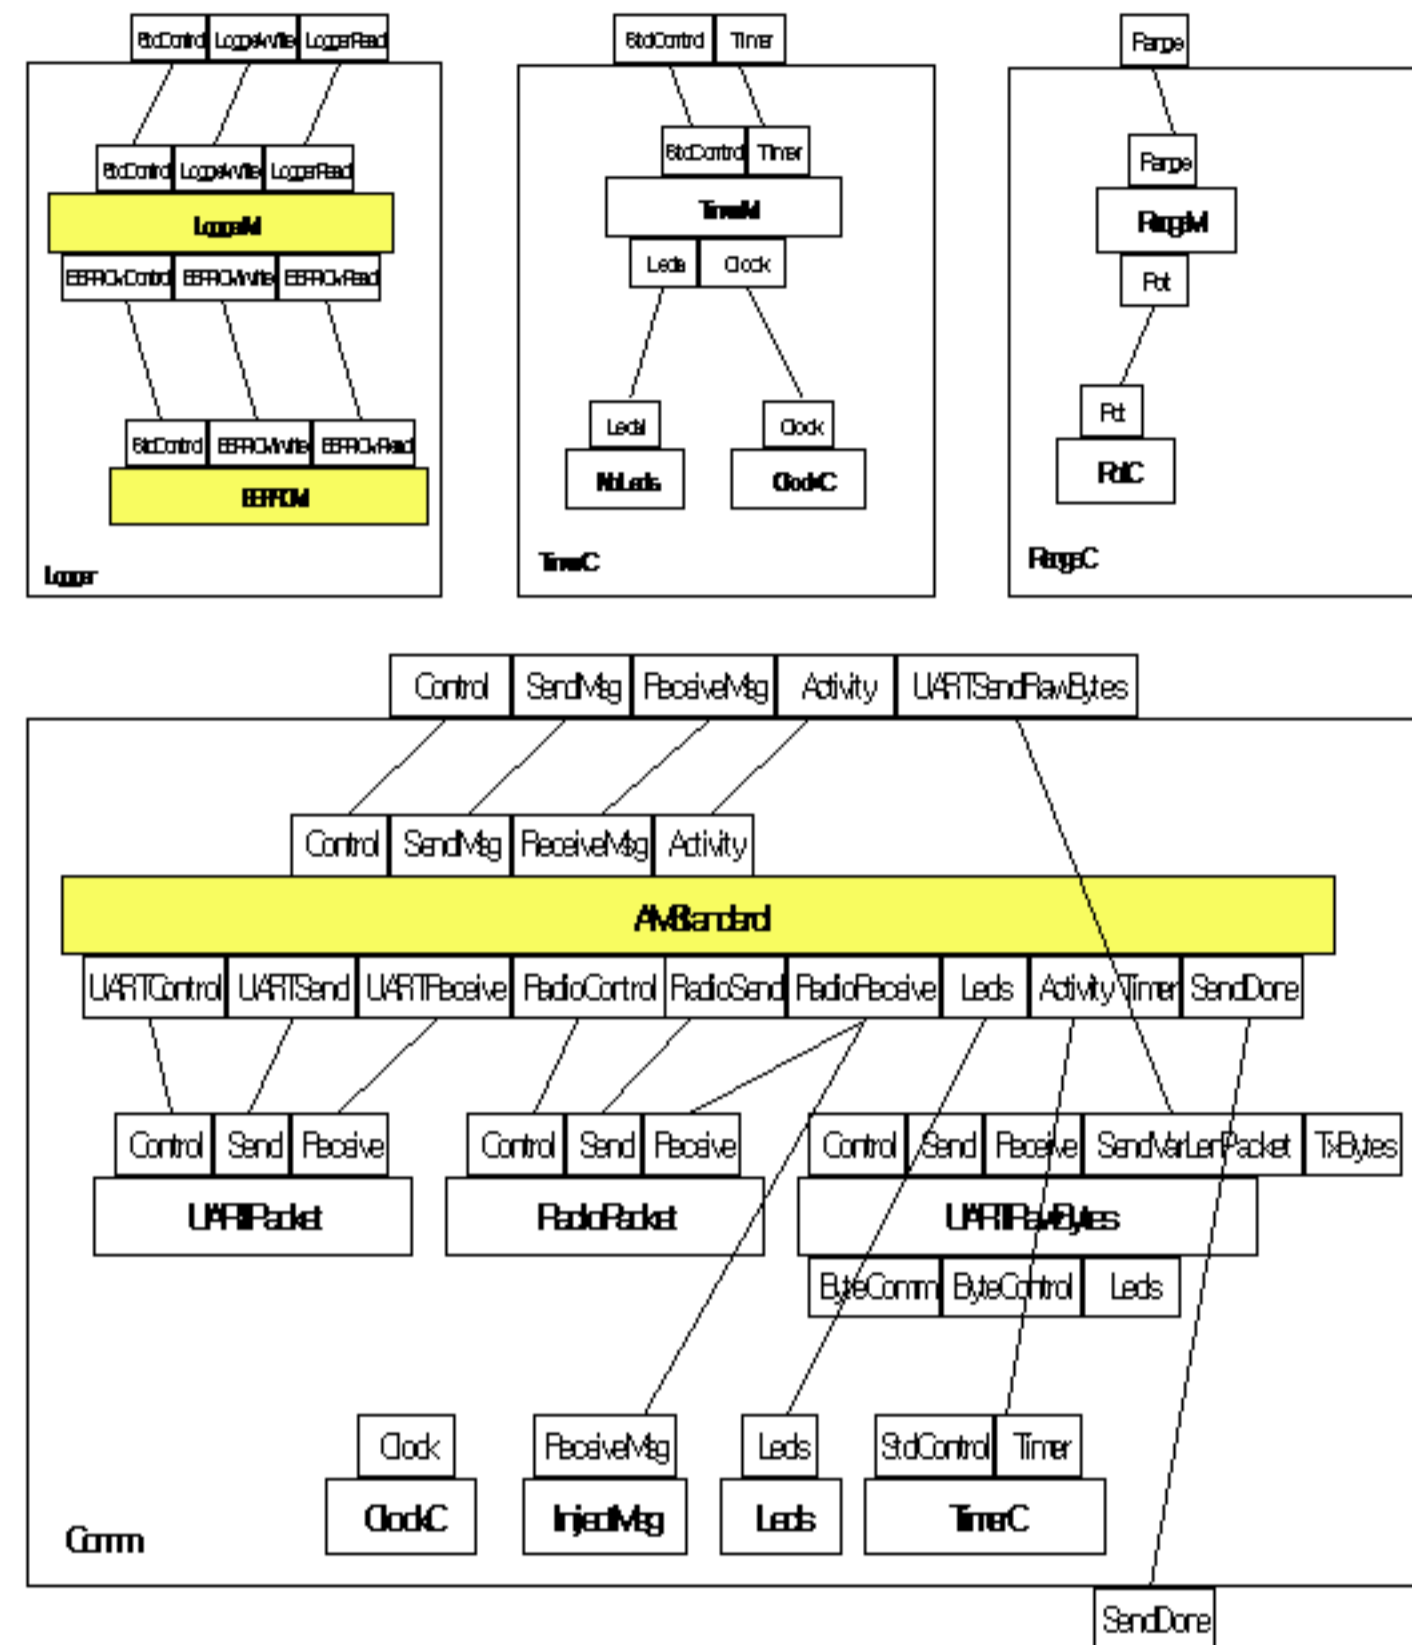 StdControl LoggerWrite LoggerRead
StdControl LoggerWrite LoggerRead
LoggerM
EEPROMControl EEPROMWrite EEPROMRead
StdControl EEPROMWrite EEPROMRead
EEPROM
Logger
StdControl Timer
StdControl Timer
TimerM
Leds Clock
Leds Clock
NoLeds ClockC
TimerC
Range
Range
RangeM
Pot
Pot
PotC
RangeC
Control SendMsg ReceiveMsg Activity UARTSendRawBytes
Control SendMsg ReceiveMsg Activity
AMStandard
UARTControl UARTSend UARTReceive RadioControl RadioSend RadioReceive Leds ActivityTimer SendDone
Control Send Receive Control Send Receive Control Send Receive SendVarLenPacket TxBytes
UARTPacket RadioPacket UARTRawBytes
ByteComm ByteControl Leds
Clock ReceiveMsg Leds StdControl Timer
ClockC InjectMsg Leds TimerC
Comm
SendDone